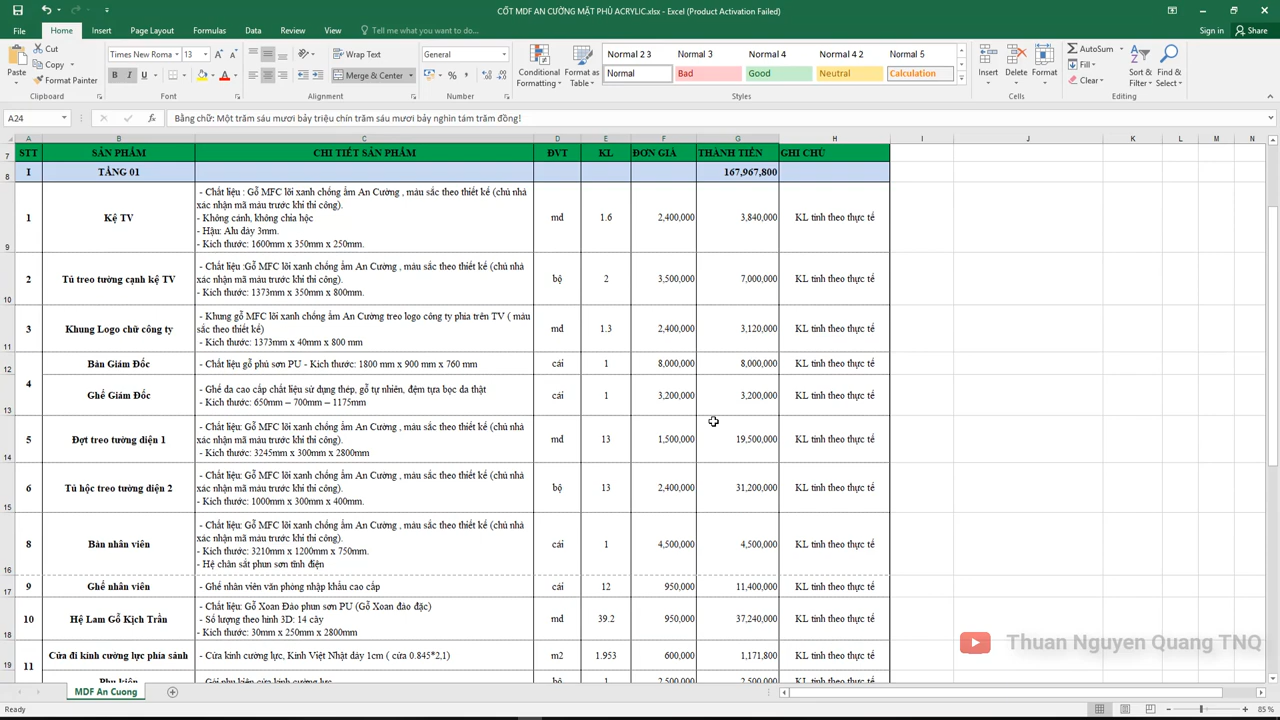 CỐT MDF AN CƯỜNG MẶT PHỦ ACRYLIC.xlsx - Excel (Product Activation Failed)
File Home Insert Page Layout Formulas Data Review View Tell me what you want to do... Sign in Share
Cut Times New Roma 13 Wrap Text General Normal 2 3 Normal 3 Normal 4 Normal 4 2 Normal 5 AutoSum
Paste Copy Format Painter B I U Merge & Center Conditional Formatting Format as Table Normal Bad Good Neutral Calculation Insert Delete Format Fill Clear Sort & Filter Find & Select
Clipboard Font Alignment Number Styles Cells Editing
A24 fx Bằng chữ: Một trăm sáu mươi bảy triệu chín trăm sáu mươi bảy nghìn tám trăm đồng!
A B C D E F G H I J K L M N
7 STT SẢN PHẨM CHI TIẾT SẢN PHẨM ĐVT KL ĐƠN GIÁ THÀNH TIỀN GHI CHÚ
8 I TẦNG 01 167,967,800
9 1 Kệ TV
- Chất liệu : Gỗ MFC lõi xanh chống ẩm An Cường , màu sắc theo thiết kế (chủ nhà
xác nhận mã màu trước khi thi công).
- Không cánh, không chia hộc
- Hậu: Alu dày 3mm.
- Kích thước: 1600mm x 350mm x 250mm.
md 1.6 2,400,000 3,840,000 KL tính theo thực tế
10 2 Tủ treo tường cạnh kệ TV
- Chất liệu :Gỗ MFC lõi xanh chống ẩm An Cường , màu sắc theo thiết kế (chủ nhà
xác nhận mã màu trước khi thi công).
- Kích thước: 1373mm x 350mm x 800mm.
bộ 2 3,500,000 7,000,000 KL tính theo thực tế
11 3 Khung Logo chữ công ty
- Khung gỗ MFC lõi xanh chống ẩm An Cường treo logo công ty phía trên TV ( màu
sắc theo thiết kế)
- Kích thước: 1373mm x 40mm x 800 mm
md 1.3 2,400,000 3,120,000 KL tính theo thực tế
12 4 Bàn Giám Đốc - Chất liệu gỗ phủ sơn PU - Kích thước: 1800 mm x 900 mm x 760 mm cái 1 8,000,000 8,000,000 KL tính theo thực tế
13 Ghế Giám Đốc
- Ghế da cao cấp chất liệu sử dụng thép, gỗ tự nhiên, đệm tựa bọc da thật
- Kích thước: 650mm – 700mm – 1175mm
cái 1 3,200,000 3,200,000 KL tính theo thực tế
14 5 Đợt treo tường diện 1
- Chất liệu: Gỗ MFC lõi xanh chống ẩm An Cường , màu sắc theo thiết kế (chủ nhà
xác nhận mã màu trước khi thi công).
- Kích thước: 3245mm x 300mm x 2800mm
md 13 1,500,000 19,500,000 KL tính theo thực tế
15 6 Tủ hộc treo tường diện 2
- Chất liệu: Gỗ MFC lõi xanh chống ẩm An Cường , màu sắc theo thiết kế (chủ nhà
xác nhận mã màu trước khi thi công).
- Kích thước: 1000mm x 300mm x 400mm.
bộ 13 2,400,000 31,200,000 KL tính theo thực tế
16 8 Bàn nhân viên
- Chất liệu: Gỗ MFC lõi xanh chống ẩm An Cường , màu sắc theo thiết kế (chủ nhà
xác nhận mã màu trước khi thi công).
- Kích thước: 3210mm x 1200mm x 750mm.
- Hệ chân sắt phun sơn tĩnh điện
cái 1 4,500,000 4,500,000 KL tính theo thực tế
17 9 Ghế nhân viên - Ghế nhân viên văn phòng nhập khẩu cao cấp cái 12 950,000 11,400,000 KL tính theo thực tế
18 10 Hệ Lam Gỗ Kịch Trần
- Chất liệu: Gỗ Xoan Đào phun sơn PU (Gỗ Xoan đào đặc)
- Số lượng theo hình 3D: 14 cây
- Kích thước: 30mm x 250mm x 2800mm
md 39.2 950,000 37,240,000 KL tính theo thực tế
19 11 Cửa đi kính cường lực phía sảnh - Cửa kính cường lực, Kính Việt Nhật dày 1cm ( cửa 0.845*2,1) m2 1.953 600,000 1,171,800 KL tính theo thực tế
Phụ kiện - Gói phụ kiện cửa kính cường lực bộ 1 2,500,000 2,500,000 KL tính theo thực tế
Thuan Nguyen Quang TNQ
MDF An Cuong
Ready 85 %